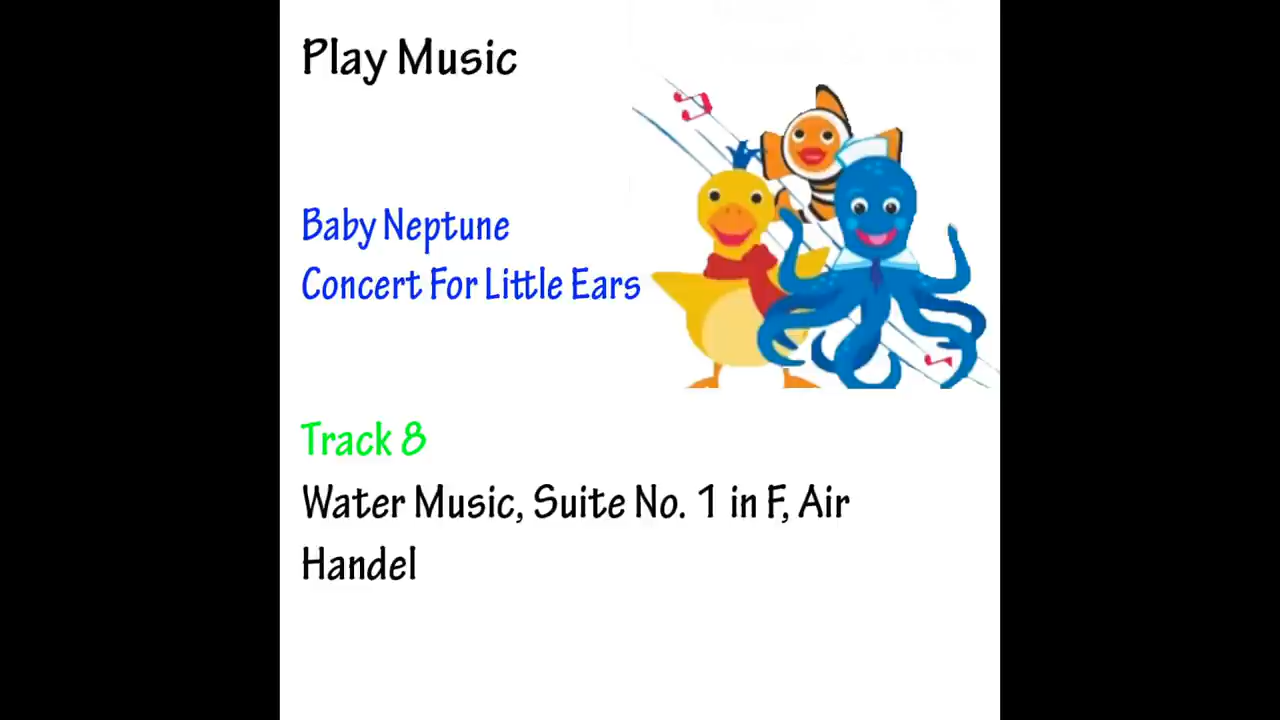 Play Music
Baby Neptune
Concert For Little Ears
Track 8
Water Music, Suite No. 1 in F, Air
Handel